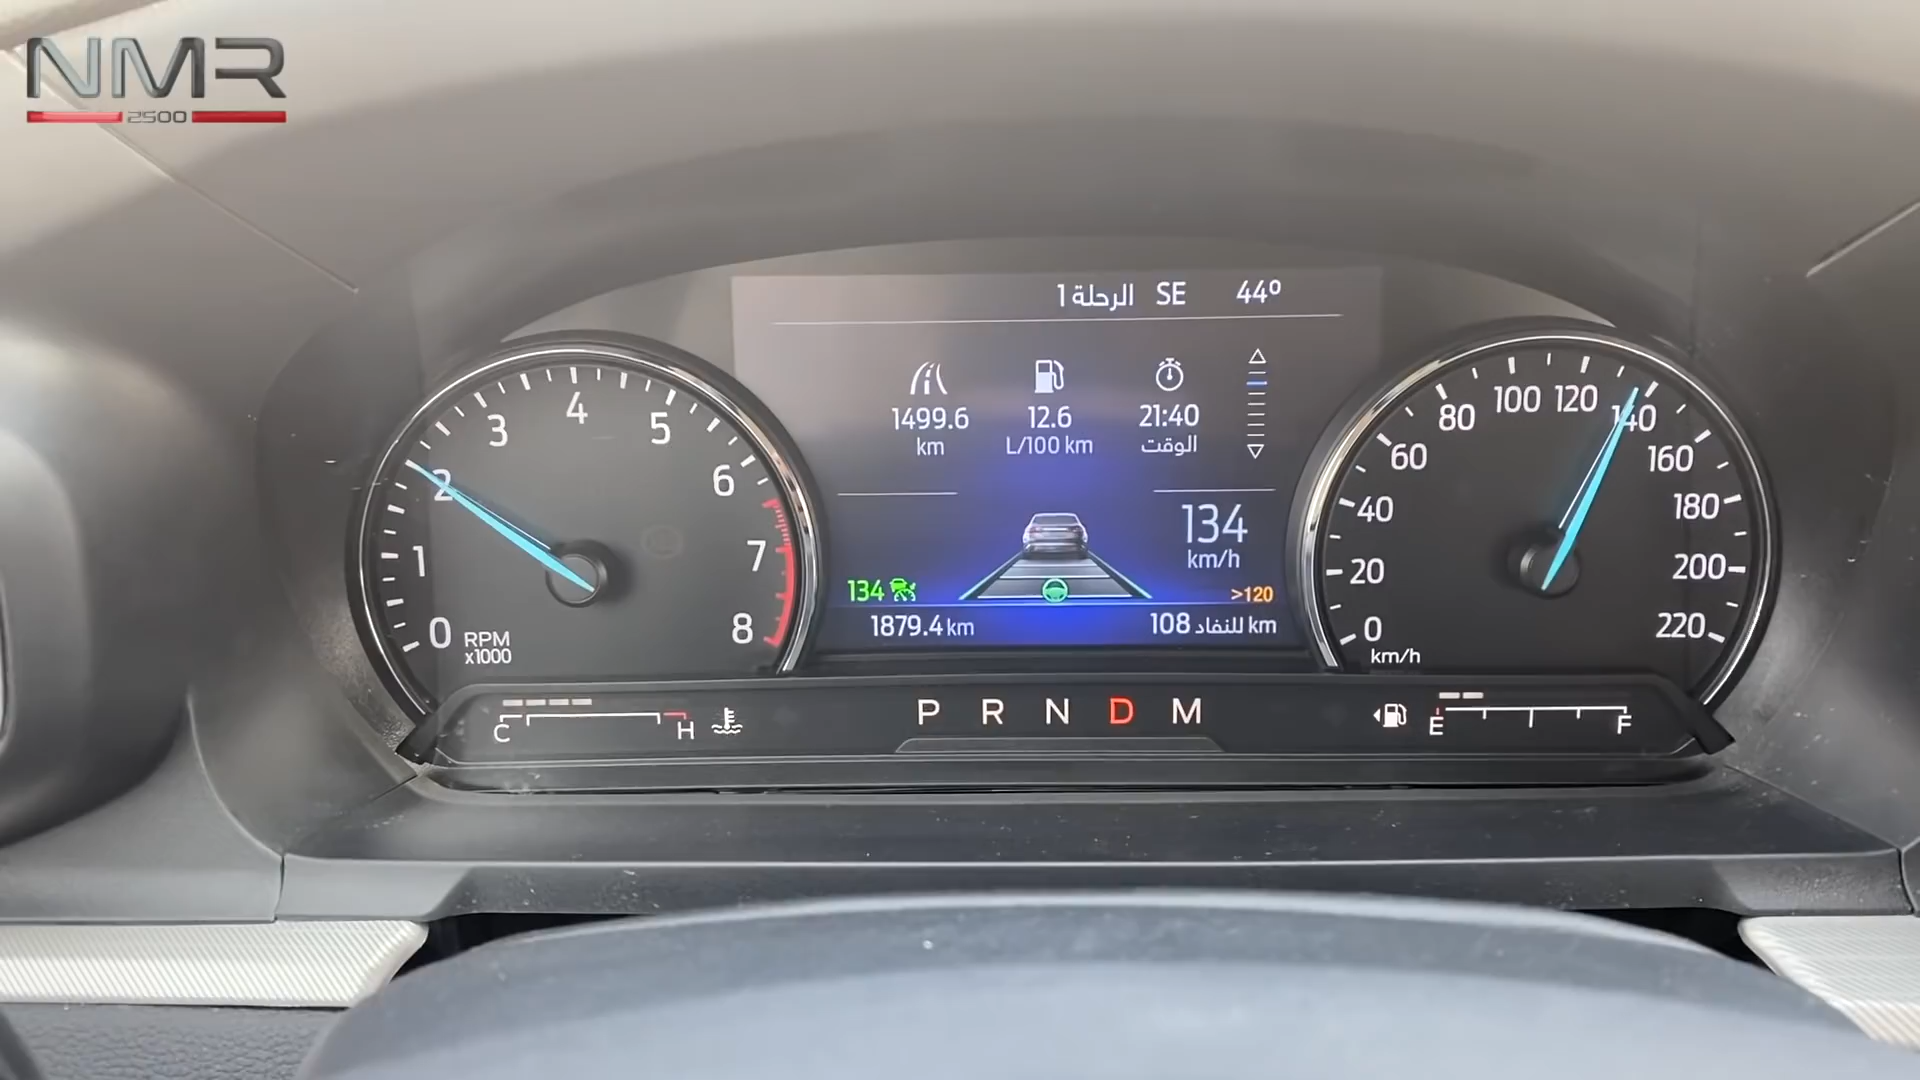 NMR
2500
الرحلة 1 SE 44º
1499.6 12.6 21:40
km L/100 km الوقت
134
km/h
134 >120
1879.4 km 108 للنفاد km
0 1 2 3 4 5 6 7 8
RPM
x1000
0 20 40 60 80 100 120 140 160 180 200 220
km/h
C H P R N D M E F